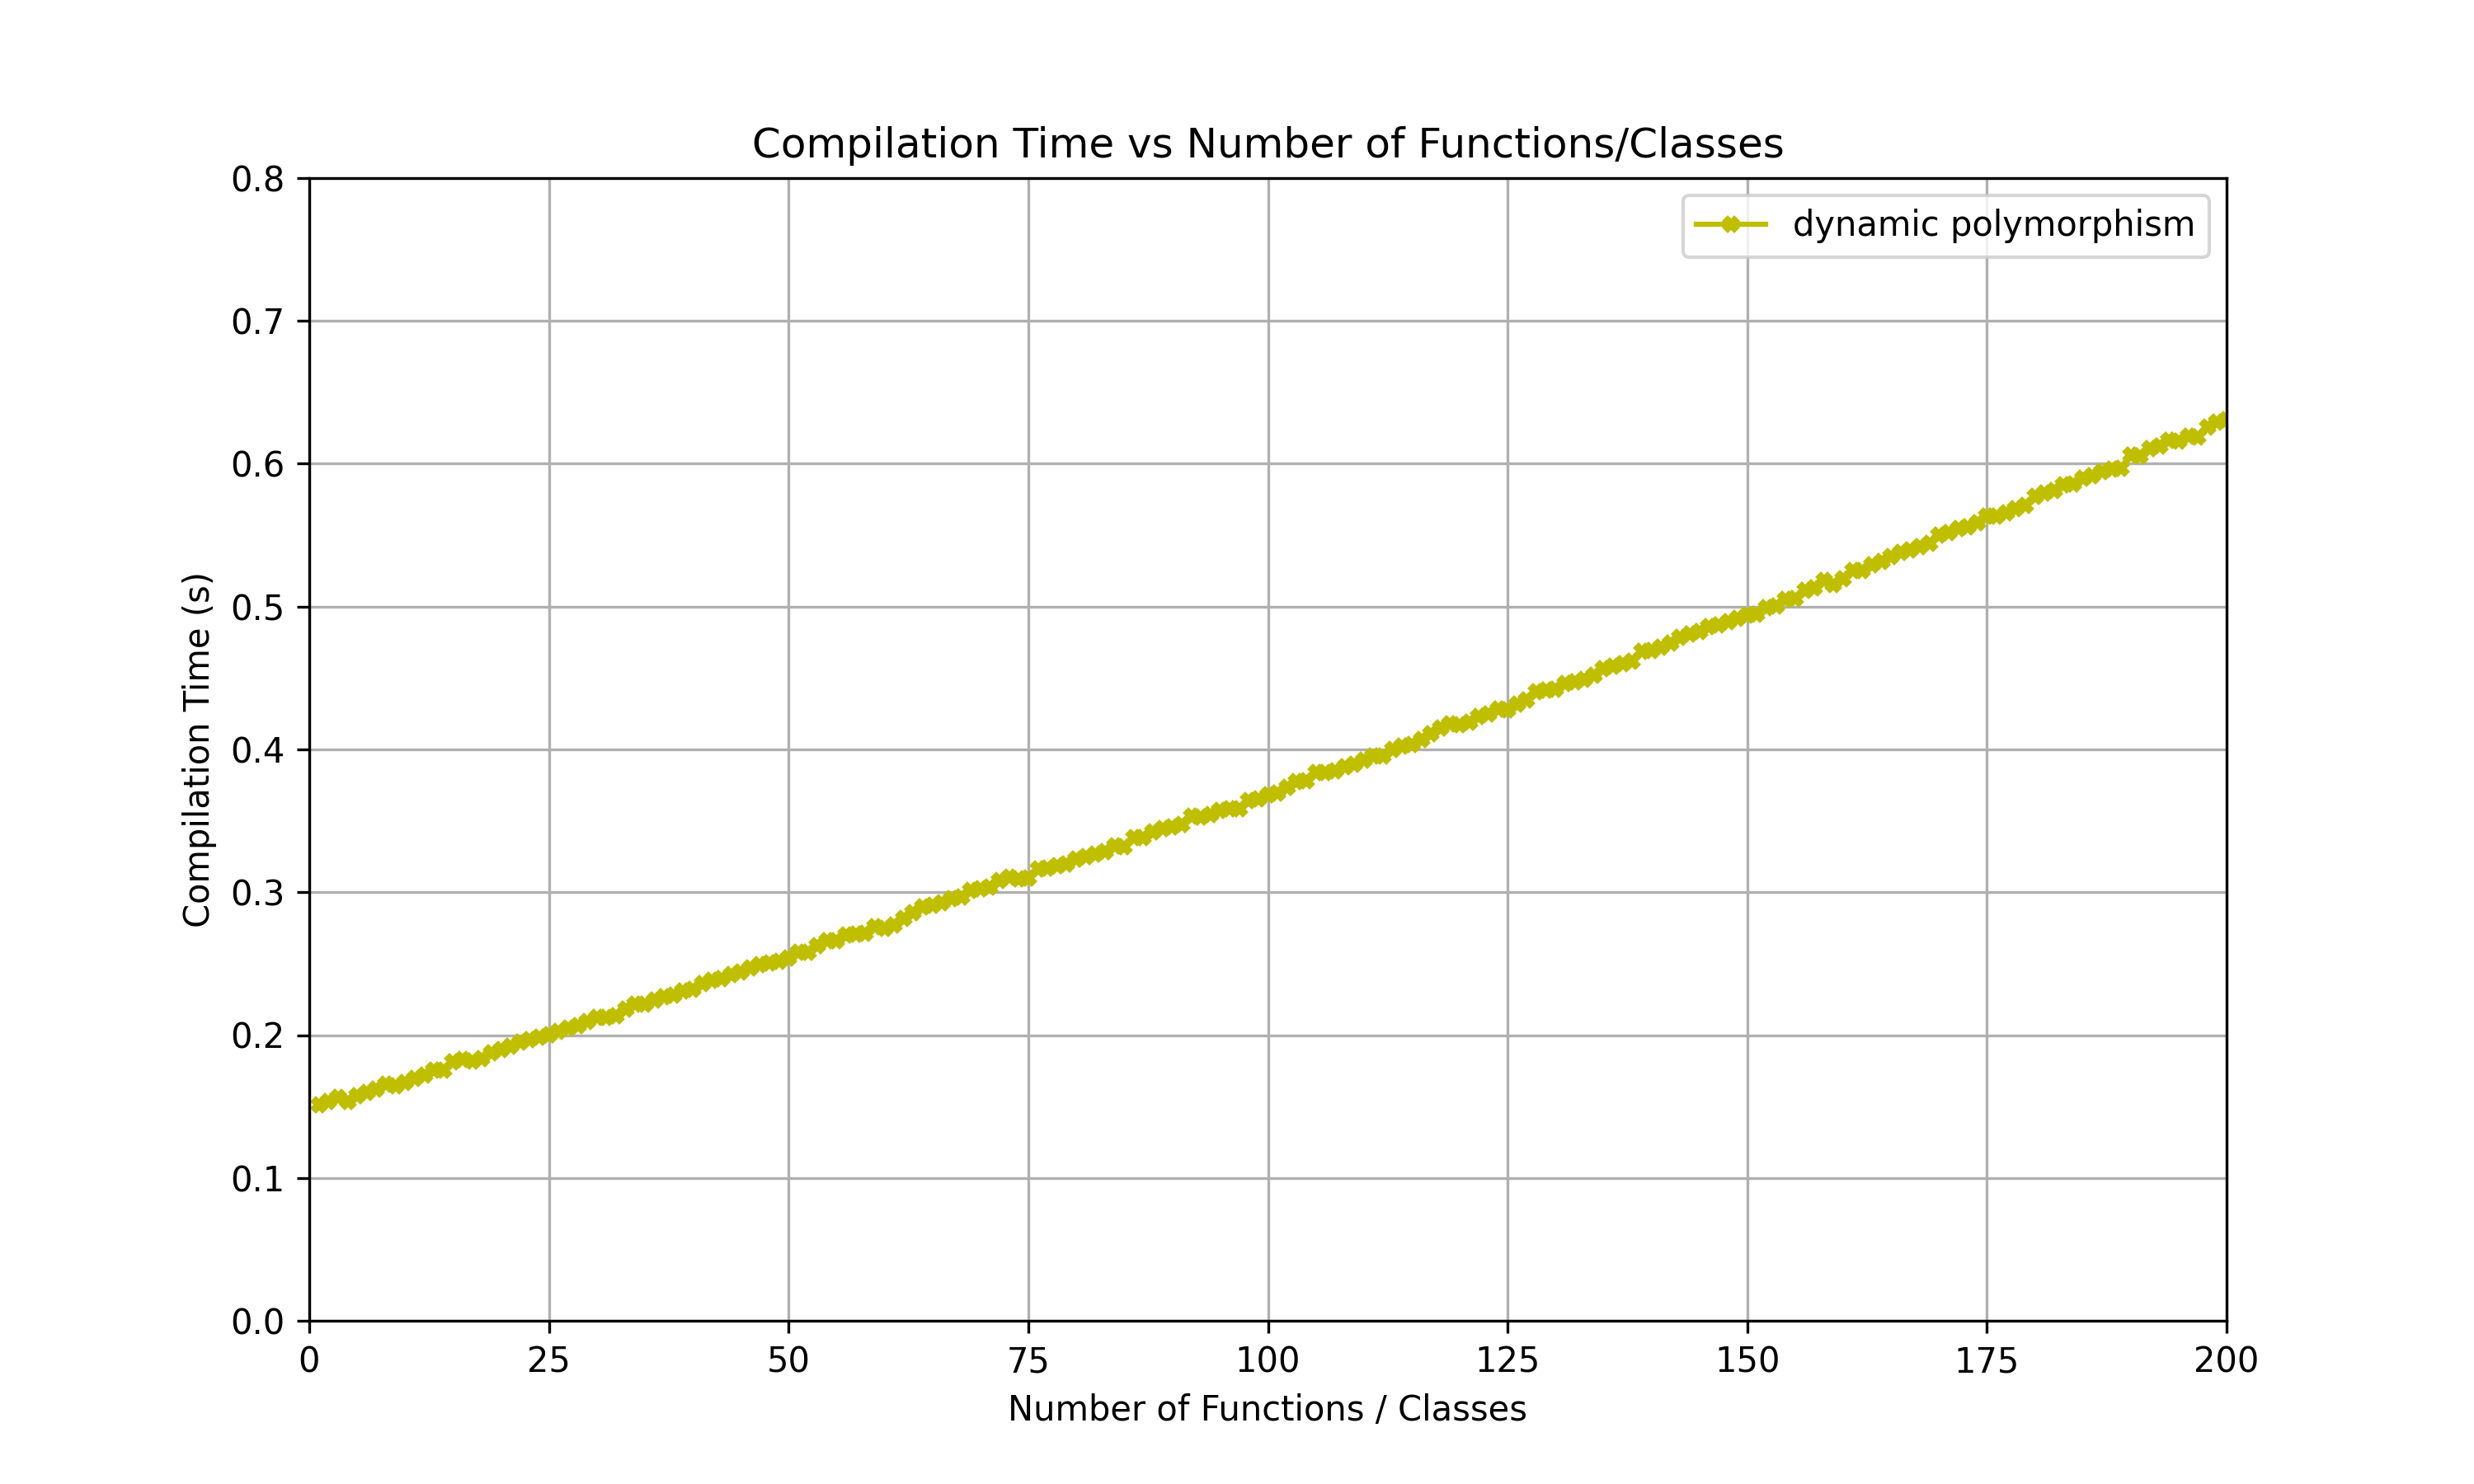 Compilation Time vs Number of Functions/Classes
dynamic polymorphism
0.8
0.7
0.6
0.5
0.4
0.3
0.2
0.1
0.0
Compilation Time (s)
0 25 50 75 100 125 150 175 200
Number of Functions / Classes